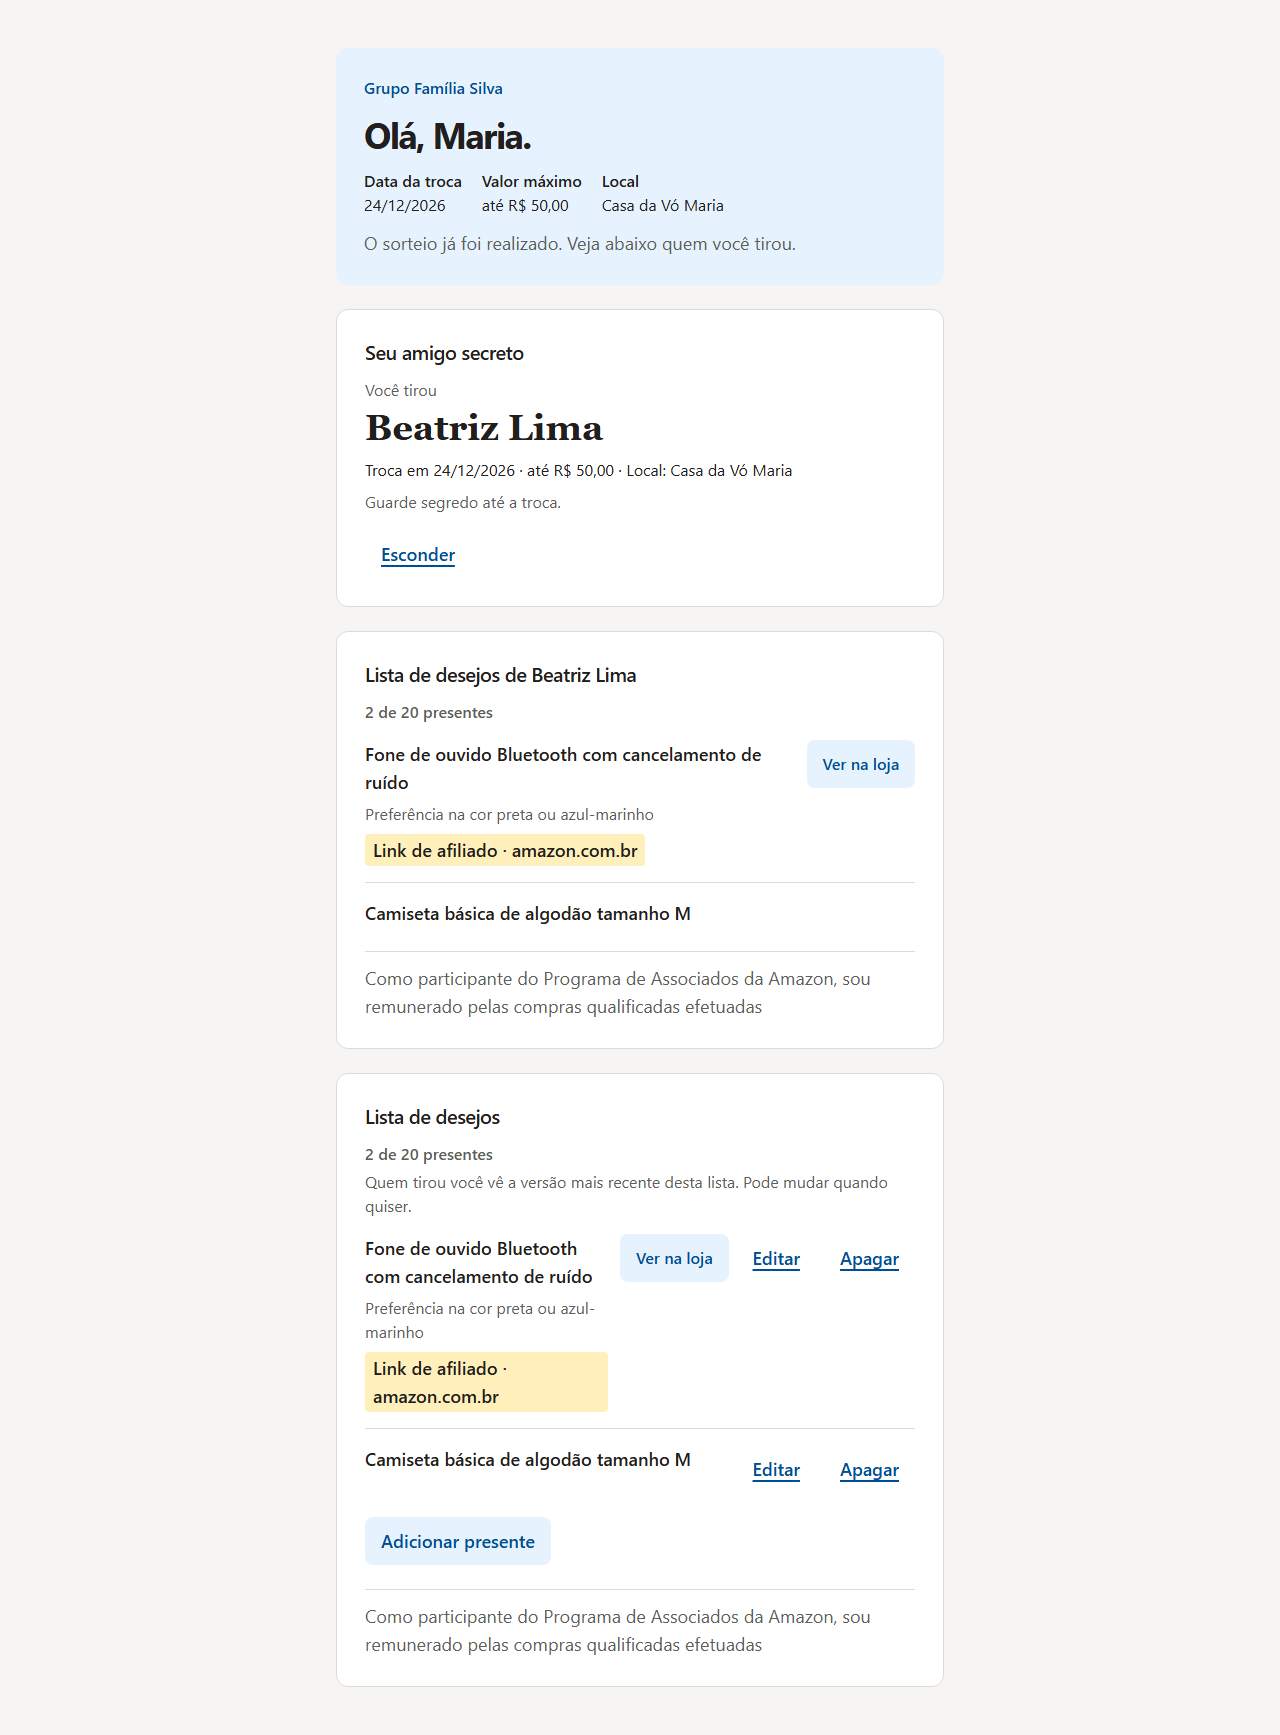 Grupo Família Silva
Olá, Maria.
Data da troca
24/12/2026
Valor máximo
até R$ 50,00
Local
Casa da Vó Maria
O sorteio já foi realizado. Veja abaixo quem você tirou.
Seu amigo secreto
Você tirou
Beatriz Lima
Troca em 24/12/2026 · até R$ 50,00 · Local: Casa da Vó Maria
Guarde segredo até a troca.
Esconder
Lista de desejos de Beatriz Lima
2 de 20 presentes
Fone de ouvido Bluetooth com cancelamento de
ruído
Ver na loja
Preferência na cor preta ou azul-marinho
Link de afiliado · amazon.com.br
Camiseta básica de algodão tamanho M
Como participante do Programa de Associados da Amazon, sou
remunerado pelas compras qualificadas efetuadas
Lista de desejos
2 de 20 presentes
Quem tirou você vê a versão mais recente desta lista. Pode mudar quando
quiser.
Fone de ouvido Bluetooth
com cancelamento de ruído
Ver na loja
Editar
Apagar
Preferência na cor preta ou azul-
marinho
Link de afiliado ·
amazon.com.br
Camiseta básica de algodão tamanho M
Editar
Apagar
Adicionar presente
Como participante do Programa de Associados da Amazon, sou
remunerado pelas compras qualificadas efetuadas